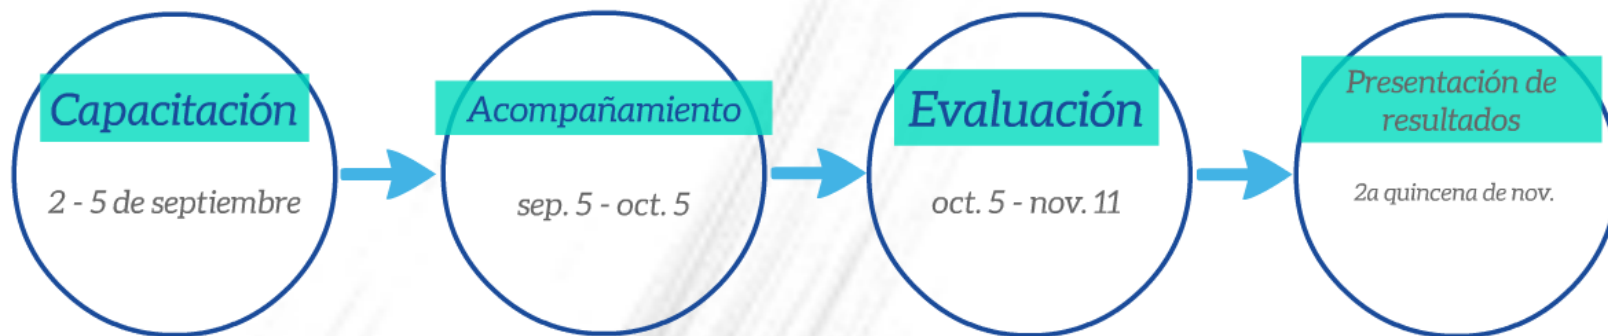 Capacitación
2 - 5 de septiembre
Acompañamiento
sep. 5 - oct. 5
Evaluación
oct. 5 - nov. 11
Presentación de
resultados
2a quincena de nov.